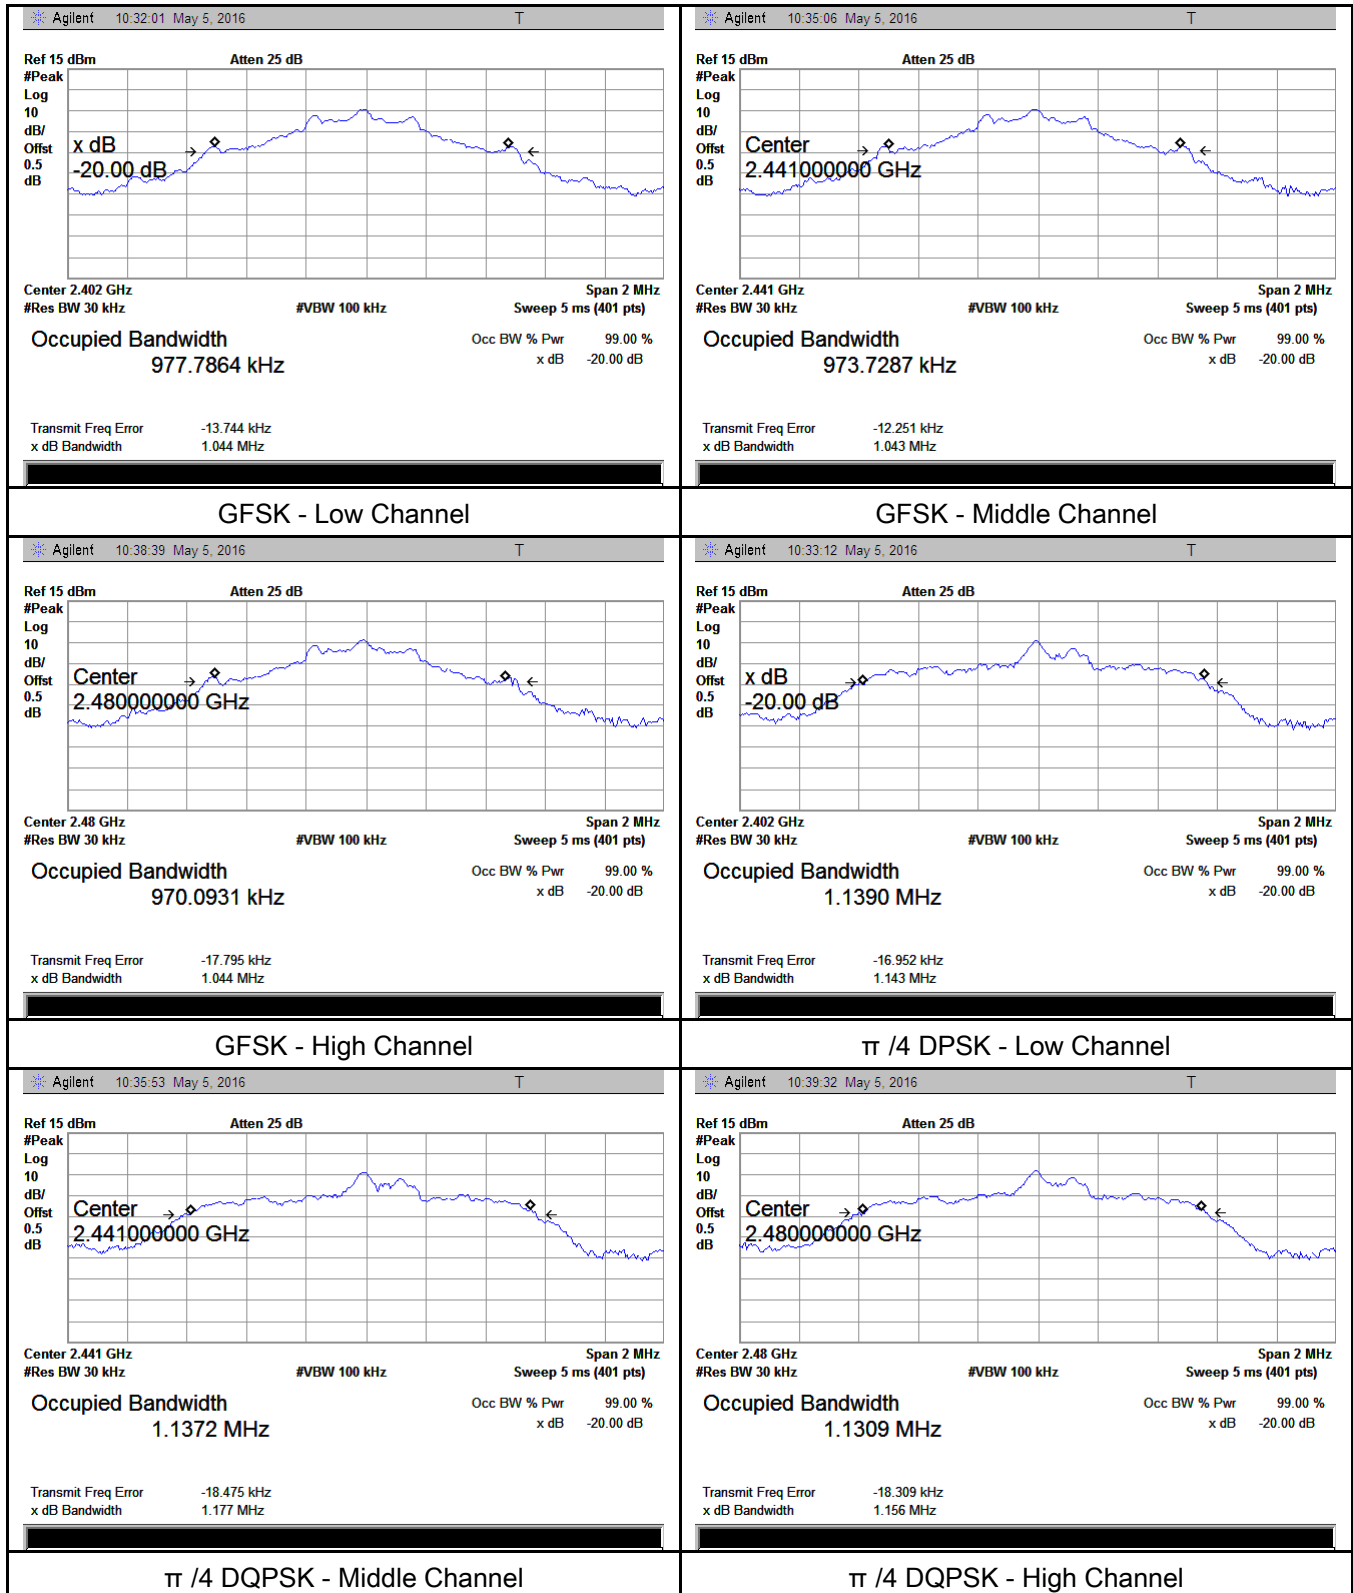 Agilent 10:32:01 May 5, 2016 T
Ref 15 dBm Atten 25 dB
#Peak
Log
10
dB/
Offst
0.5
dB
x dB
-20.00 dB
Center 2.402 GHz Span 2 MHz
#Res BW 30 kHz #VBW 100 kHz Sweep 5 ms (401 pts)
Occupied Bandwidth Occ BW % Pwr 99.00 %
977.7864 kHz x dB -20.00 dB
Transmit Freq Error -13.744 kHz
x dB Bandwidth 1.044 MHz
GFSK - Low Channel
Agilent 10:35:06 May 5, 2016 T
Ref 15 dBm Atten 25 dB
#Peak
Log
10
dB/
Offst
0.5
dB
Center
2.441000000 GHz
Center 2.441 GHz Span 2 MHz
#Res BW 30 kHz #VBW 100 kHz Sweep 5 ms (401 pts)
Occupied Bandwidth Occ BW % Pwr 99.00 %
973.7287 kHz x dB -20.00 dB
Transmit Freq Error -12.251 kHz
x dB Bandwidth 1.043 MHz
GFSK - Middle Channel
Agilent 10:38:39 May 5, 2016 T
Ref 15 dBm Atten 25 dB
#Peak
Log
10
dB/
Offst
0.5
dB
Center
2.480000000 GHz
Center 2.48 GHz Span 2 MHz
#Res BW 30 kHz #VBW 100 kHz Sweep 5 ms (401 pts)
Occupied Bandwidth Occ BW % Pwr 99.00 %
970.0931 kHz x dB -20.00 dB
Transmit Freq Error -17.795 kHz
x dB Bandwidth 1.044 MHz
GFSK - High Channel
Agilent 10:33:12 May 5, 2016 T
Ref 15 dBm Atten 25 dB
#Peak
Log
10
dB/
Offst
0.5
dB
x dB
-20.00 dB
Center 2.402 GHz Span 2 MHz
#Res BW 30 kHz #VBW 100 kHz Sweep 5 ms (401 pts)
Occupied Bandwidth Occ BW % Pwr 99.00 %
1.1390 MHz x dB -20.00 dB
Transmit Freq Error -16.952 kHz
x dB Bandwidth 1.143 MHz
π /4 DPSK - Low Channel
Agilent 10:35:53 May 5, 2016 T
Ref 15 dBm Atten 25 dB
#Peak
Log
10
dB/
Offst
0.5
dB
Center
2.441000000 GHz
Center 2.441 GHz Span 2 MHz
#Res BW 30 kHz #VBW 100 kHz Sweep 5 ms (401 pts)
Occupied Bandwidth Occ BW % Pwr 99.00 %
1.1372 MHz x dB -20.00 dB
Transmit Freq Error -18.475 kHz
x dB Bandwidth 1.177 MHz
π /4 DQPSK - Middle Channel
Agilent 10:39:32 May 5, 2016 T
Ref 15 dBm Atten 25 dB
#Peak
Log
10
dB/
Offst
0.5
dB
Center
2.480000000 GHz
Center 2.48 GHz Span 2 MHz
#Res BW 30 kHz #VBW 100 kHz Sweep 5 ms (401 pts)
Occupied Bandwidth Occ BW % Pwr 99.00 %
1.1309 MHz x dB -20.00 dB
Transmit Freq Error -18.309 kHz
x dB Bandwidth 1.156 MHz
π /4 DQPSK - High Channel